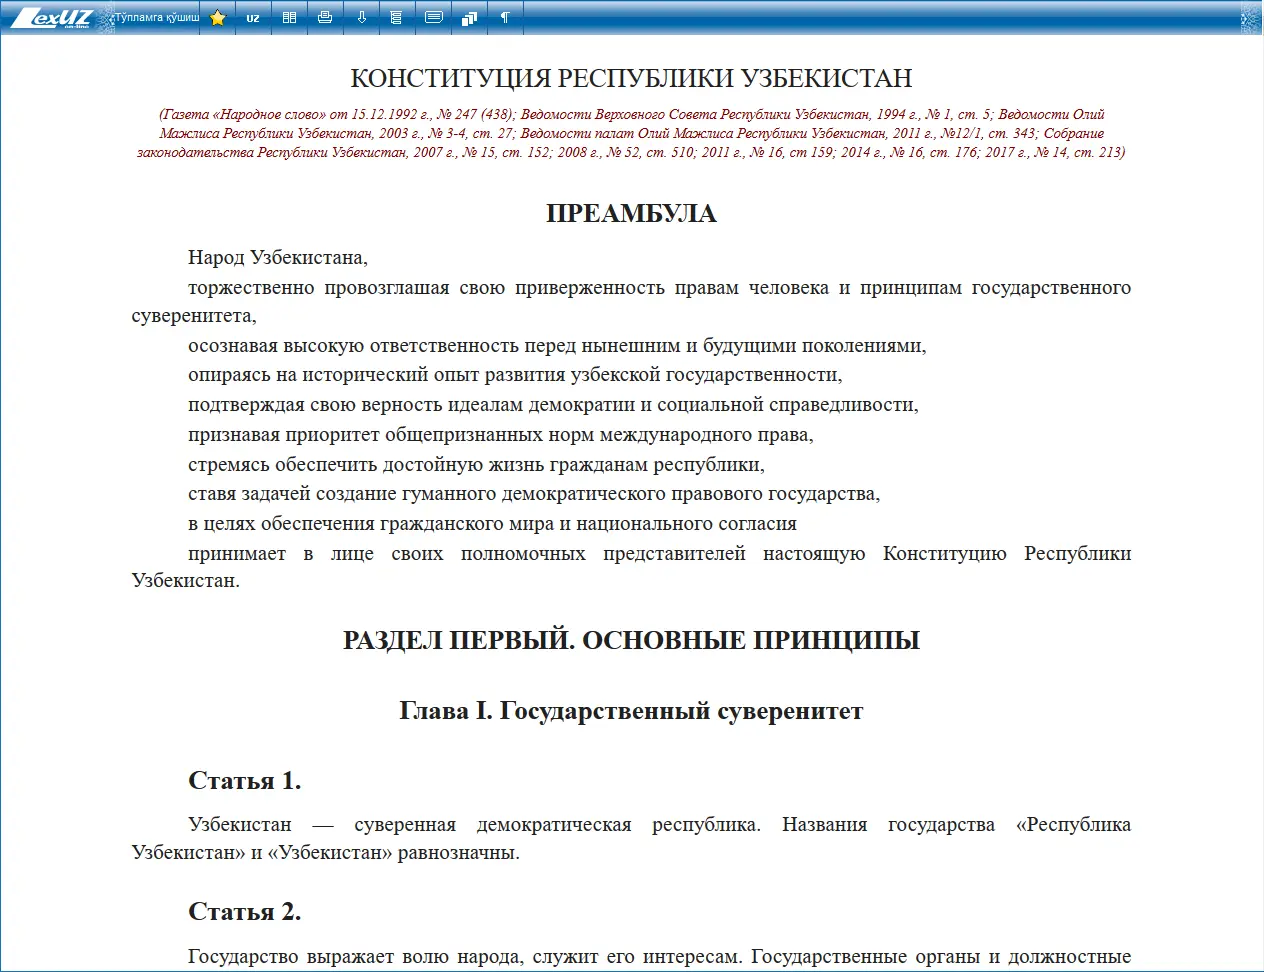 LexUZ on-line Тўпламга қўшиш UZ
КОНСТИТУЦИЯ РЕСПУБЛИКИ УЗБЕКИСТАН
(Газета «Народное слово» от 15.12.1992 г., № 247 (438); Ведомости Верховного Совета Республики Узбекистан, 1994 г., № 1, ст. 5; Ведомости Олий
Мажлиса Республики Узбекистан, 2003 г., № 3-4, ст. 27; Ведомости палат Олий Мажлиса Республики Узбекистан, 2011 г., №12/1, ст. 343; Собрание
законодательства Республики Узбекистан, 2007 г., № 15, ст. 152; 2008 г., № 52, ст. 510; 2011 г., № 16, ст 159; 2014 г., № 16, ст. 176; 2017 г., № 14, ст. 213)
ПРЕАМБУЛА
Народ Узбекистана,
торжественно провозглашая свою приверженность правам человека и принципам государственного
суверенитета,
осознавая высокую ответственность перед нынешним и будущими поколениями,
опираясь на исторический опыт развития узбекской государственности,
подтверждая свою верность идеалам демократии и социальной справедливости,
признавая приоритет общепризнанных норм международного права,
стремясь обеспечить достойную жизнь гражданам республики,
ставя задачей создание гуманного демократического правового государства,
в целях обеспечения гражданского мира и национального согласия
принимает в лице своих полномочных представителей настоящую Конституцию Республики
Узбекистан.
РАЗДЕЛ ПЕРВЫЙ. ОСНОВНЫЕ ПРИНЦИПЫ
Глава I. Государственный суверенитет
Статья 1.
Узбекистан — суверенная демократическая республика. Названия государства «Республика
Узбекистан» и «Узбекистан» равнозначны.
Статья 2.
Государство выражает волю народа, служит его интересам. Государственные органы и должностные